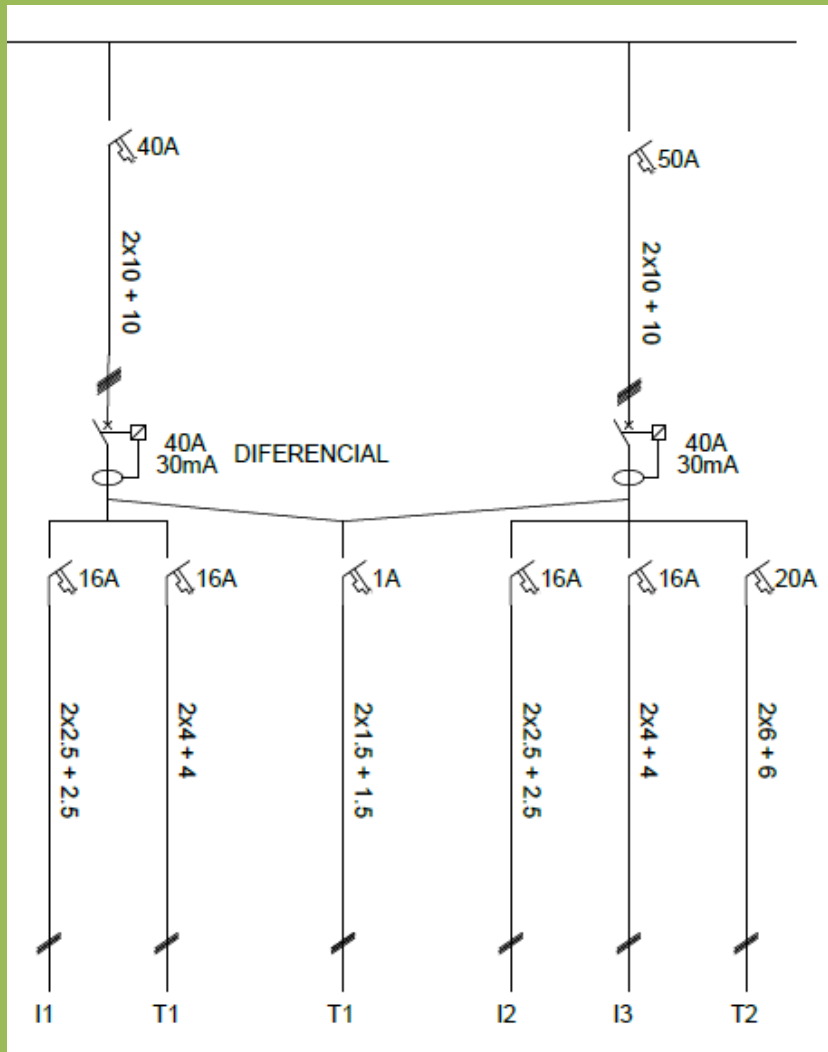 40A
50A
2x10 + 10
2x10 + 10
40A
30mA
DIFERENCIAL
40A
30mA
16A
16A
1A
16A
16A
20A
2x2.5 + 2.5
2x4 + 4
2x1.5 + 1.5
2x2.5 + 2.5
2x4 + 4
2x6 + 6
I1
T1
T1
I2
I3
T2